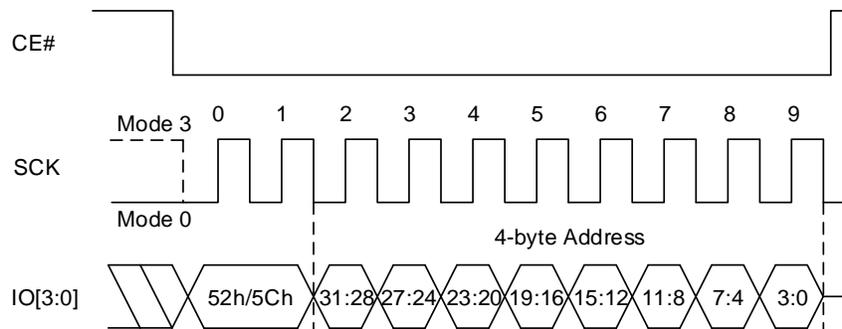 CE#
0 1 2 3 4 5 6 7 8 9
Mode 3
SCK
Mode 0
4-byte Address
IO[3:0] 52h/5Ch 31:28 27:24 23:20 19:16 15:12 11:8 7:4 3:0